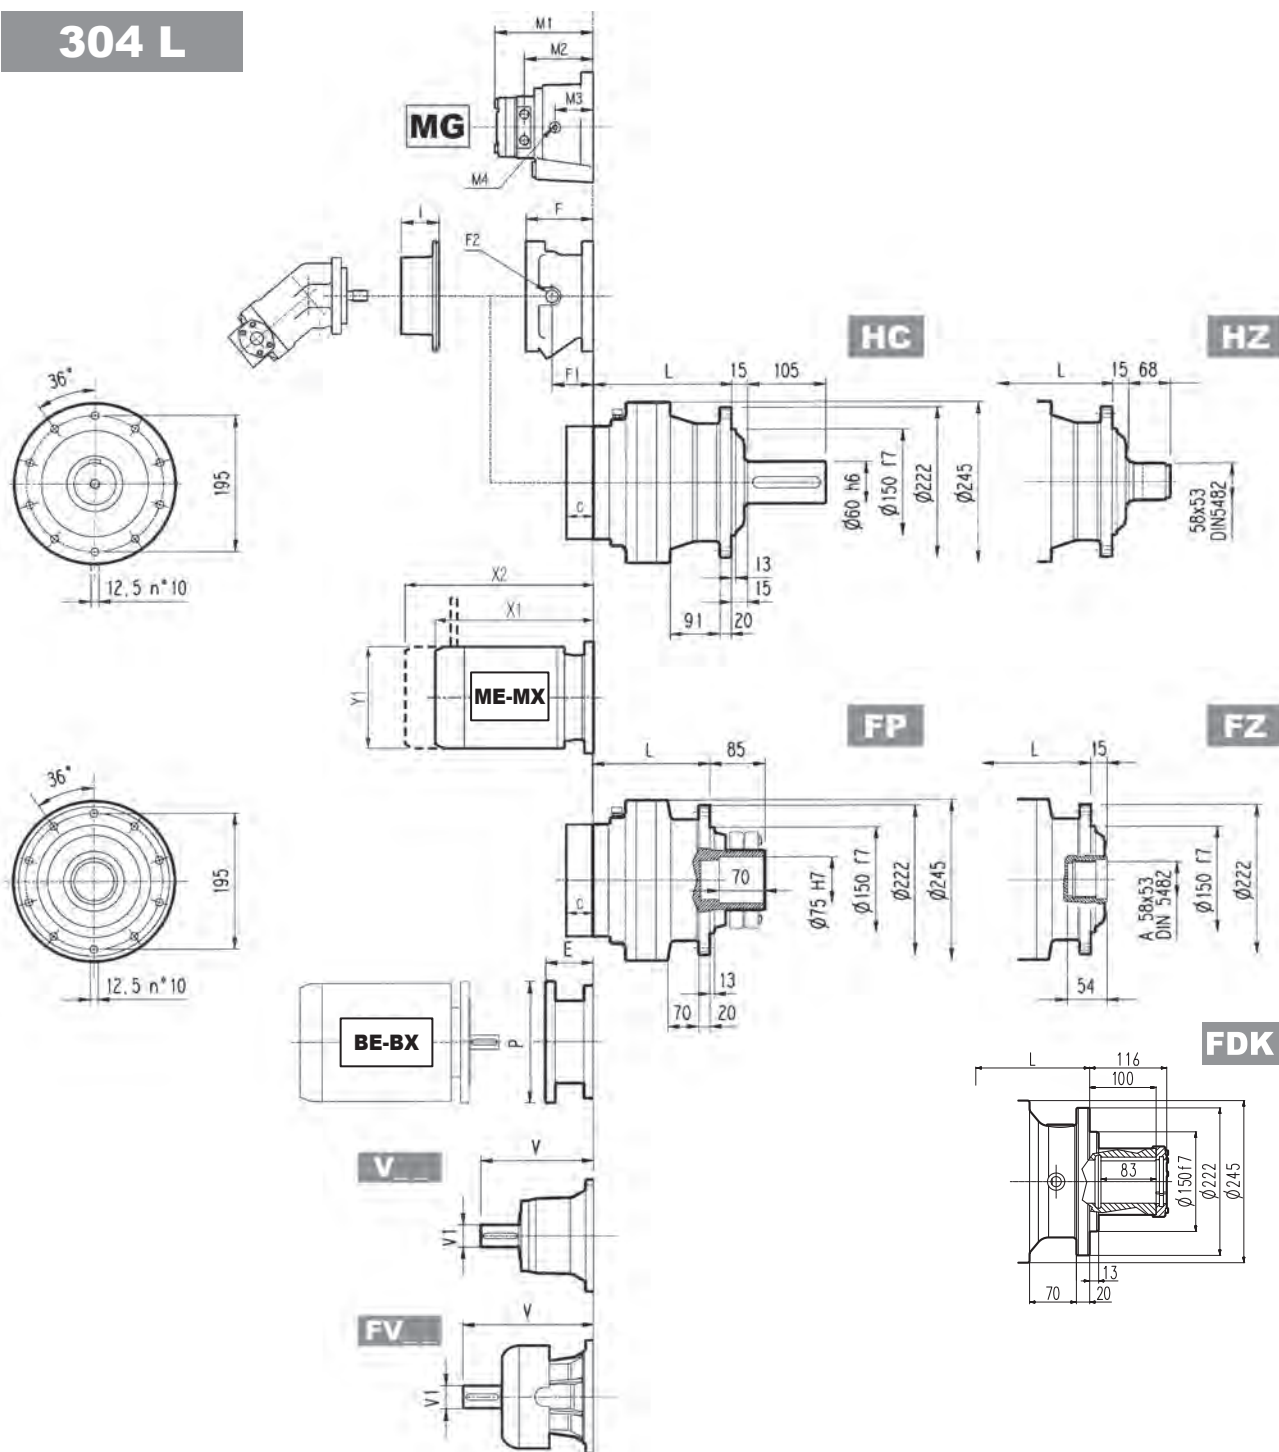 304 L
M1
M2
M3
MG
M4
I
F
F2
F1
HC
HZ
L 15 105
L 15 68
36°
195
12,5 n°10
C
Ø60 h6
Ø150 f7
Ø222
Ø245
58x53
DIN5482
13
15
91 20
X2
X1
Y1
ME-MX
FP
FZ
L 85
L 15
36°
195
12,5 n°10
C
70
Ø75 H7
Ø150 f7
Ø222
Ø245
A 58x53
DIN 5482
Ø150 f7
Ø222
54
E
13
70 20
BE-BX
P
FDK
L 116
100
83
Ø150f7
Ø222
Ø245
13
70 20
V__
V
V1
FV__
V
V1